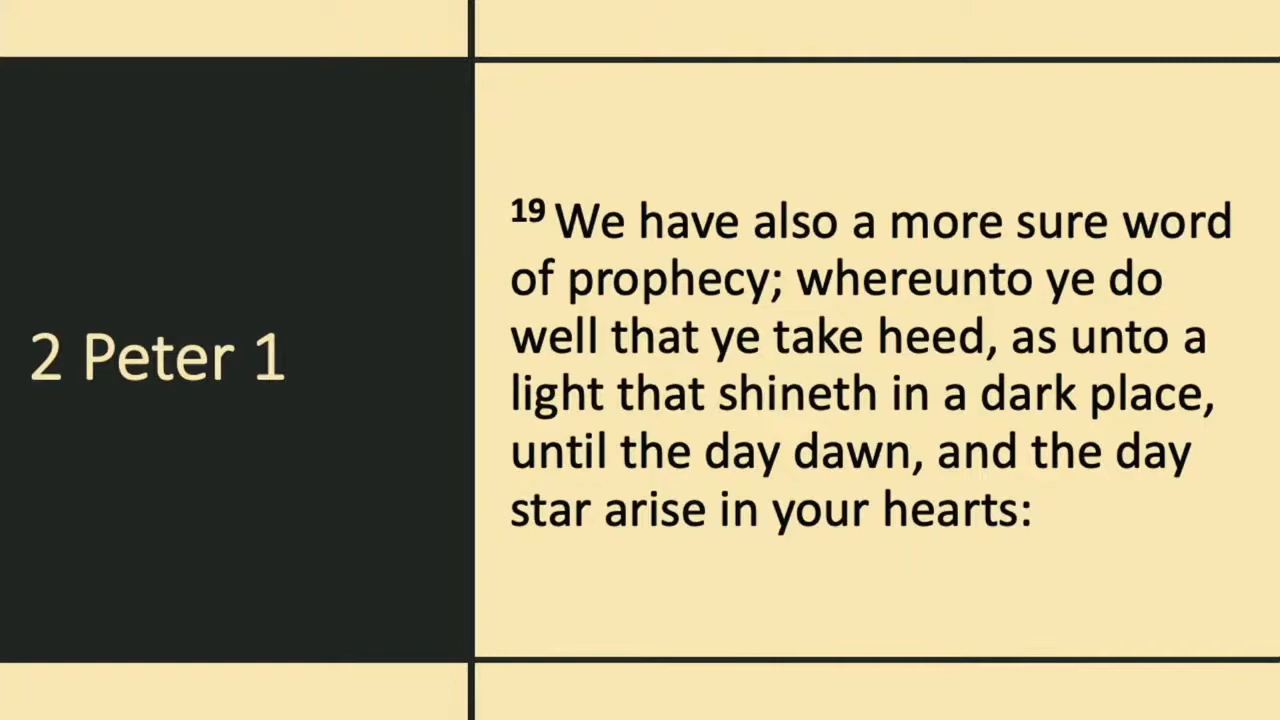 2 Peter 1
19 We have also a more sure word
of prophecy; whereunto ye do
well that ye take heed, as unto a
light that shineth in a dark place,
until the day dawn, and the day
star arise in your hearts: